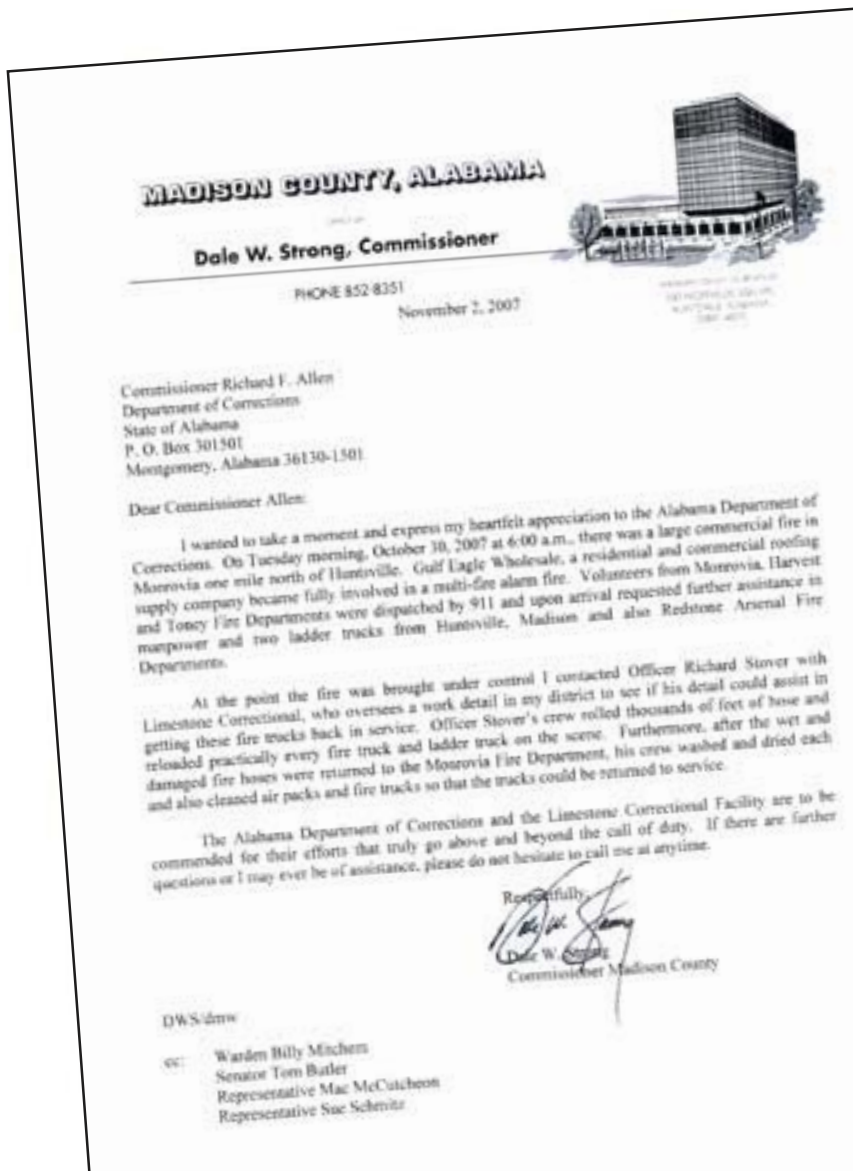 MADISON COUNTY, ALABAMA
Dale W. Strong, Commissioner
PHONE 852-8351
November 2, 2007
Commissioner Richard F. Allen
Department of Corrections
State of Alabama
P. O. Box 301501
Montgomery, Alabama 36130-1501
Dear Commissioner Allen:
I wanted to take a moment and express my heartfelt appreciation to the Alabama Department of
Corrections. On Tuesday morning, October 30, 2007 at 6:00 a.m., there was a large commercial fire in
Monrovia one mile north of Huntsville. Gulf Eagle Wholesale, a residential and commercial roofing
supply company became fully involved in a multi-fire alarm fire. Volunteers from Monrovia, Harvest
and Toney Fire Departments were dispatched by 911 and upon arrival requested further assistance in
manpower and two ladder trucks from Huntsville, Madison and also Redstone Arsenal Fire
Departments.
At the point the fire was brought under control I contacted Officer Richard Stover with
Limestone Correctional, who oversees a work detail in my district to see if his detail could assist in
getting these fire trucks back in service. Officer Stover's crew rolled thousands of feet of hose and
reloaded practically every fire truck and ladder truck on the scene. Furthermore, after the wet and
damaged fire hoses were returned to the Monrovia Fire Department, his crew washed and dried each
and also cleaned air packs and fire trucks so that the trucks could be returned to service.
The Alabama Department of Corrections and the Limestone Correctional Facility are to be
commended for their efforts that truly go above and beyond the call of duty. If there are further
questions or I may ever be of assistance, please do not hesitate to call me at anytime.
Respectfully,
Dale W. Strong
Dale W. Strong
Commissioner Madison County
DWS/dmw
cc: Warden Billy Mitchem
Senator Tom Butler
Representative Mac McCutcheon
Representative Sue Schmitz